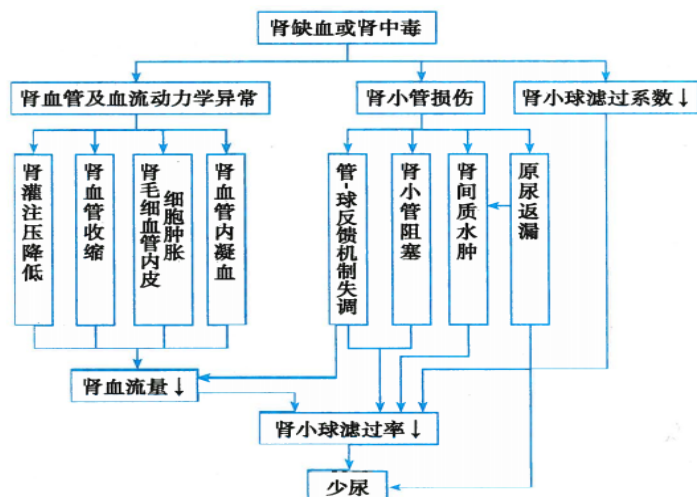 肾缺血或肾中毒
肾血管及血流动力学异常
肾小管损伤
肾小球滤过系数↓
肾灌注压降低
肾血管收缩
肾毛细血管内皮
细胞肿胀
肾血管内凝血
管-球反馈机制失调
肾小管阻塞
肾间质水肿
原尿返漏
肾血流量↓
肾小球滤过率↓
少尿